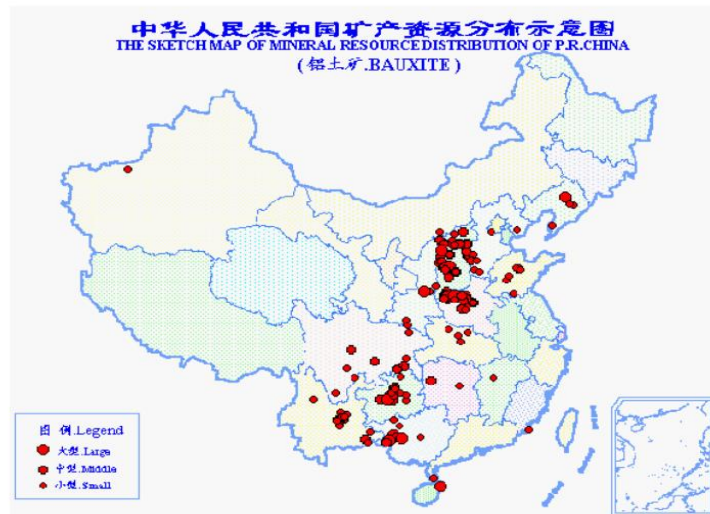 中华人民共和国矿产资源分布示意图
THE SKETCH MAP OF MINERAL RESOURCE DISTRIBUTION OF P.R.CHINA
(铝土矿.BAUXITE)
图 例.Legend
大型.Large
中型.Middle
小型.Small